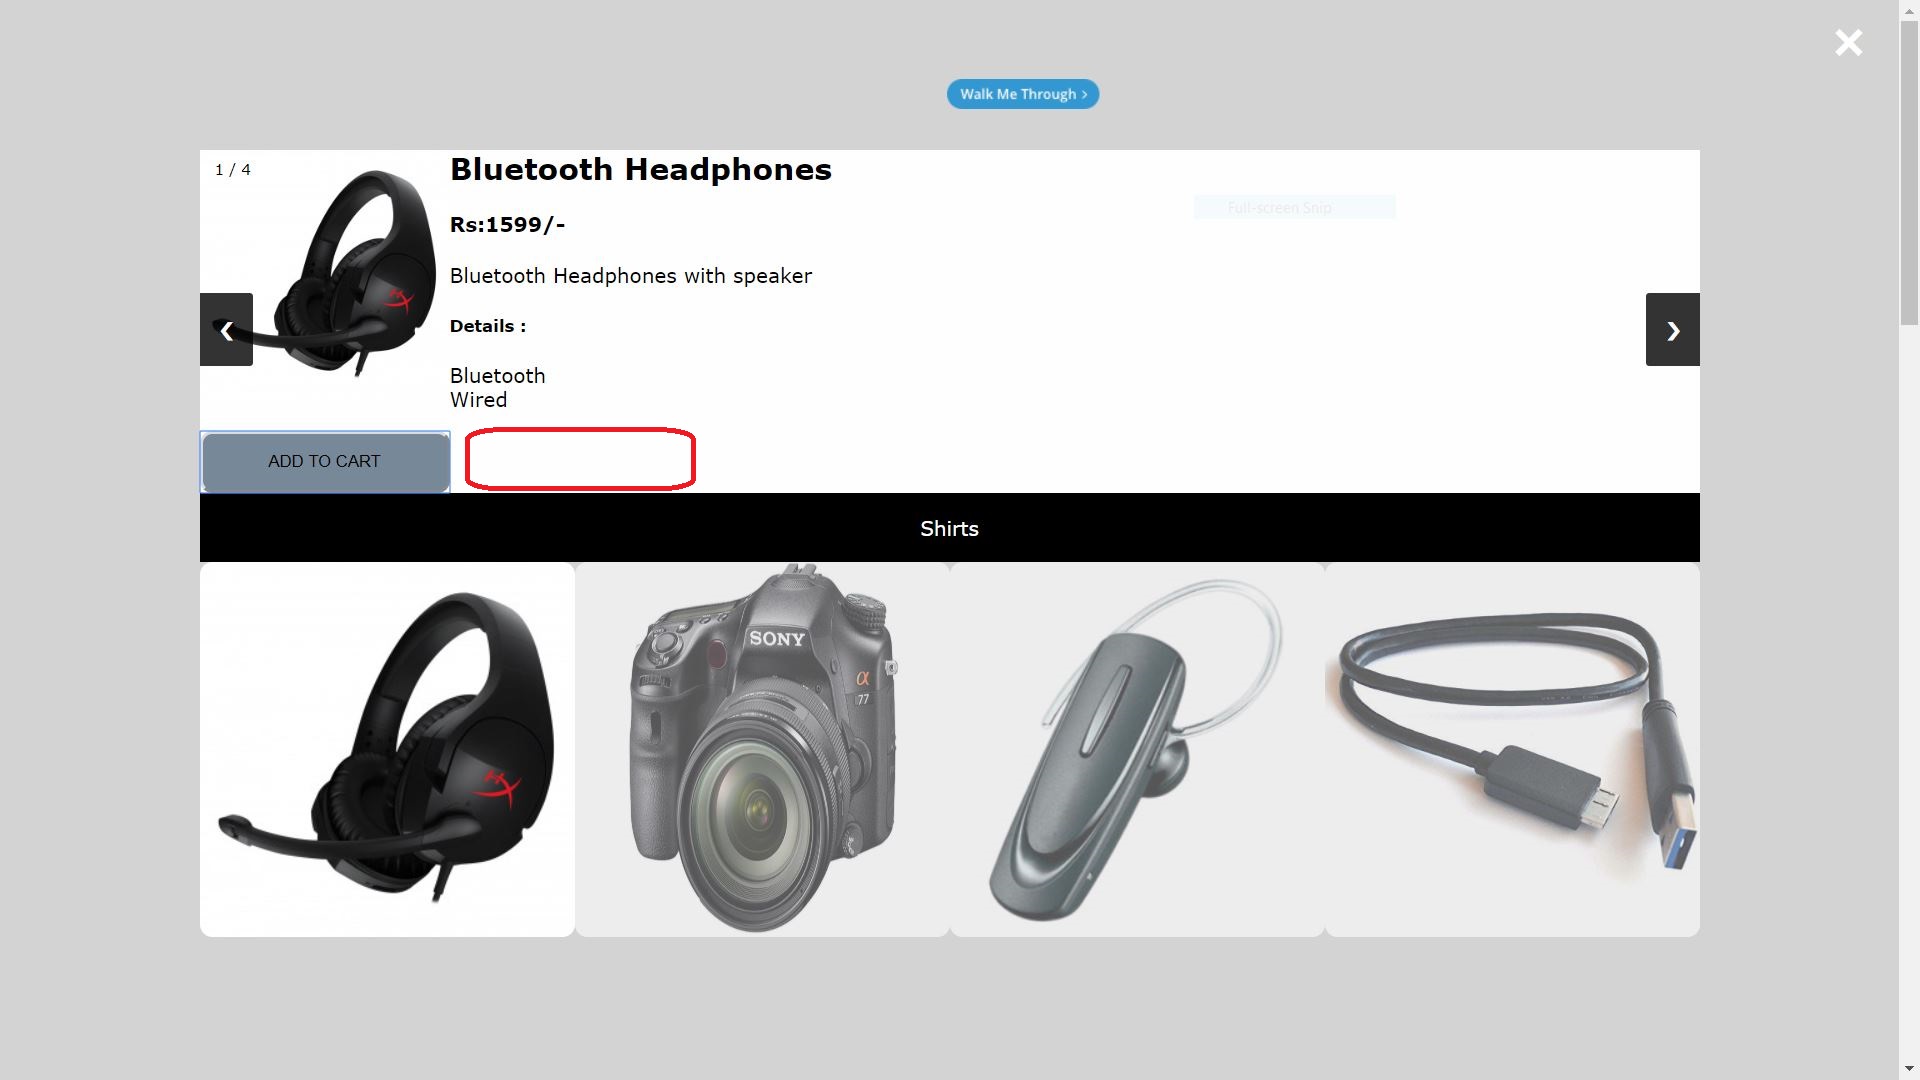 Walk Me Through >
1 / 4
Bluetooth Headphones
Rs:1599/-
Full-screen Snip
Bluetooth Headphones with speaker
Details :
Bluetooth
Wired
ADD TO CART
Shirts
SONY
α
77